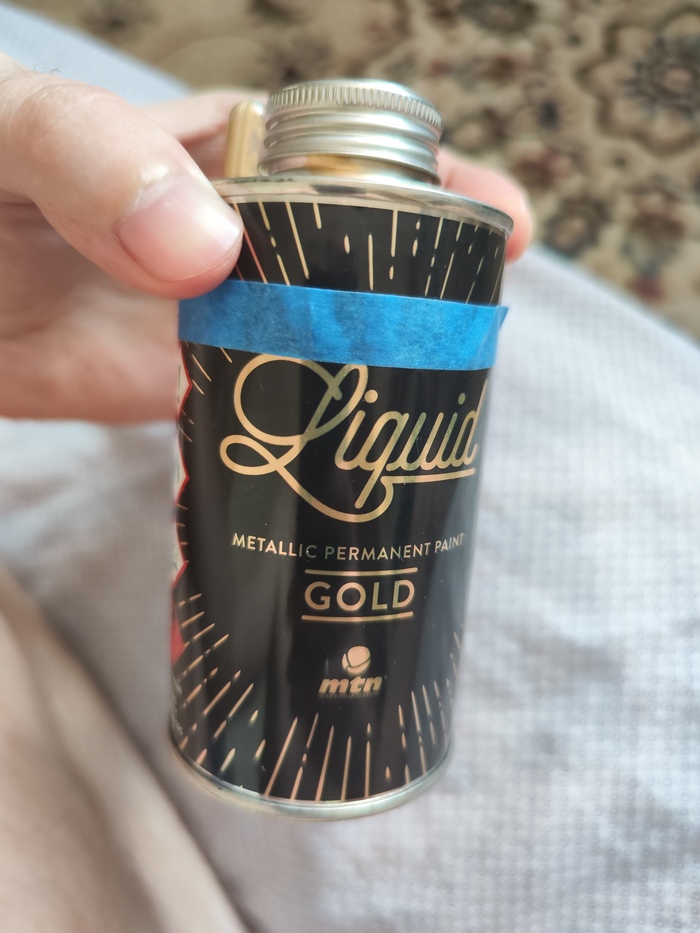 Liquid
METALLIC PERMANENT PAINT
GOLD
mtn